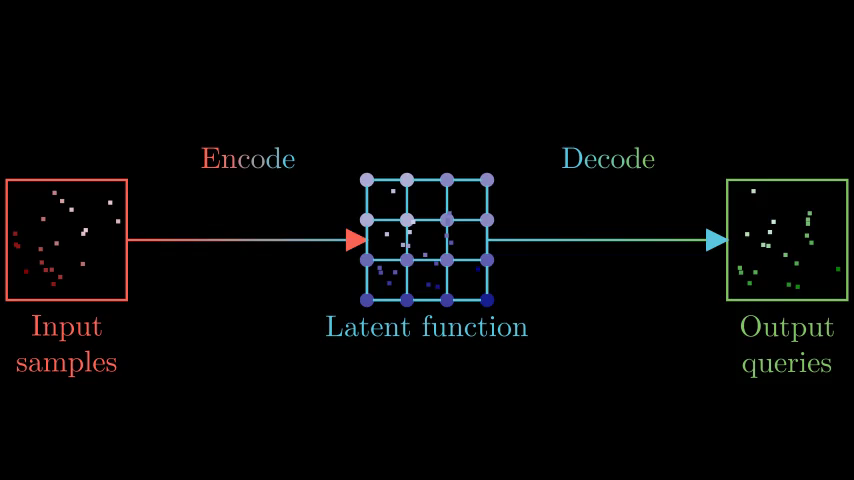 Encode
Decode
Input
samples
Latent function
Output
queries